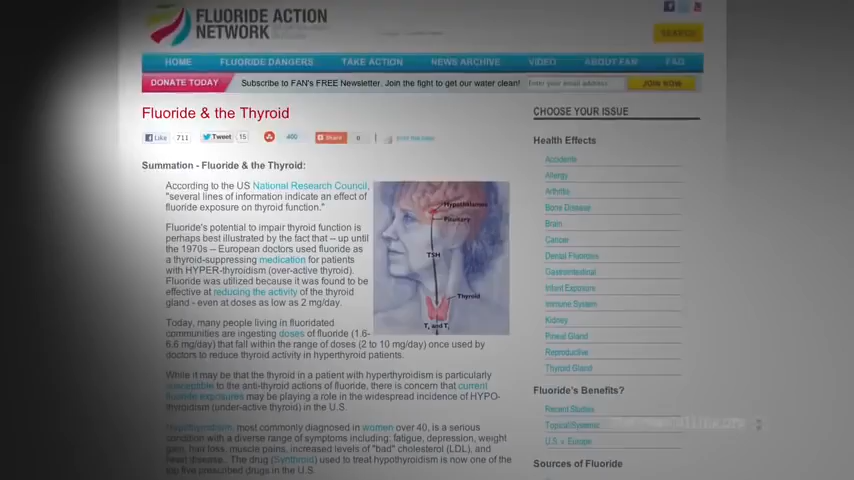 FLUORIDE ACTION
NETWORK
SEARCH
HOME FLUORIDE DANGERS TAKE ACTION NEWS ARCHIVE VIDEO ABOUT FAN FAQ
DONATE TODAY Subscribe to FAN's FREE Newsletter. Join the fight to get our water clean! Enter your email address JOIN NOW
Fluoride & the Thyroid
Like 711 Tweet 15 400 Share 8
Summation - Fluoride & the Thyroid:
According to the US National Research Council,
"several lines of information indicate an effect of
fluoride exposure on thyroid function."
Fluoride's potential to impair thyroid function is
perhaps best illustrated by the fact that -- up until
the 1970s -- European doctors used fluoride as
a thyroid-suppressing medication for patients
with HYPER-thyroidism (over-active thyroid).
Fluoride was utilized because it was found to be
effective at reducing the activity of the thyroid
gland - even at doses as low as 2 mg/day.
Hypothalamus
Pituitary
TSH
Thyroid
T4 and T3
Today, many people living in fluoridated
communities are ingesting doses of fluoride (1.6-
6.6 mg/day) that fall within the range of doses (2 to 10 mg/day) once used by
doctors to reduce thyroid activity in hyperthyroid patients.
While it may be that the thyroid in a patient with hyperthyroidism is particularly
susceptible to the anti-thyroid actions of fluoride, there is concern that current
fluoride exposures may be playing a role in the widespread incidence of HYPO-
thyroidism (under-active thyroid) in the U.S.
Hypothyroidism, most commonly diagnosed in women over 40, is a serious
condition with a diverse range of symptoms including: fatigue, depression, weight
gain, hair loss, muscle pains, increased levels of "bad" cholesterol (LDL), and
heart disease. The drug (Synthroid) used to treat hypothyroidism is now one of the
top five prescribed drugs in the U.S.
CHOOSE YOUR ISSUE
Health Effects
Accidents
Allergy
Arthritis
Bone Disease
Brain
Cancer
Dental Fluorosis
Gastrointestinal
Infant Exposure
Immune System
Kidney
Pineal Gland
Reproductive
Thyroid Gland
Fluoride's Benefits?
Recent Studies
Topical/Systemic
U.S. v. Europe
Sources of Fluoride